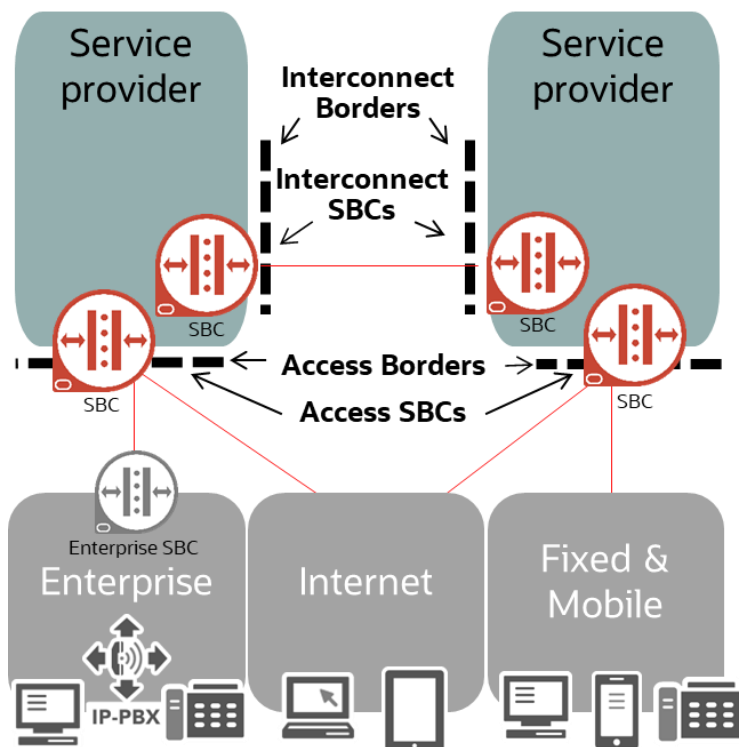 Service
provider
Service
provider
Interconnect
Borders
Interconnect
SBCs
SBC
SBC
Access Borders
Access SBCs
SBC
SBC
Enterprise SBC
Enterprise
Internet
Fixed &
Mobile
IP-PBX